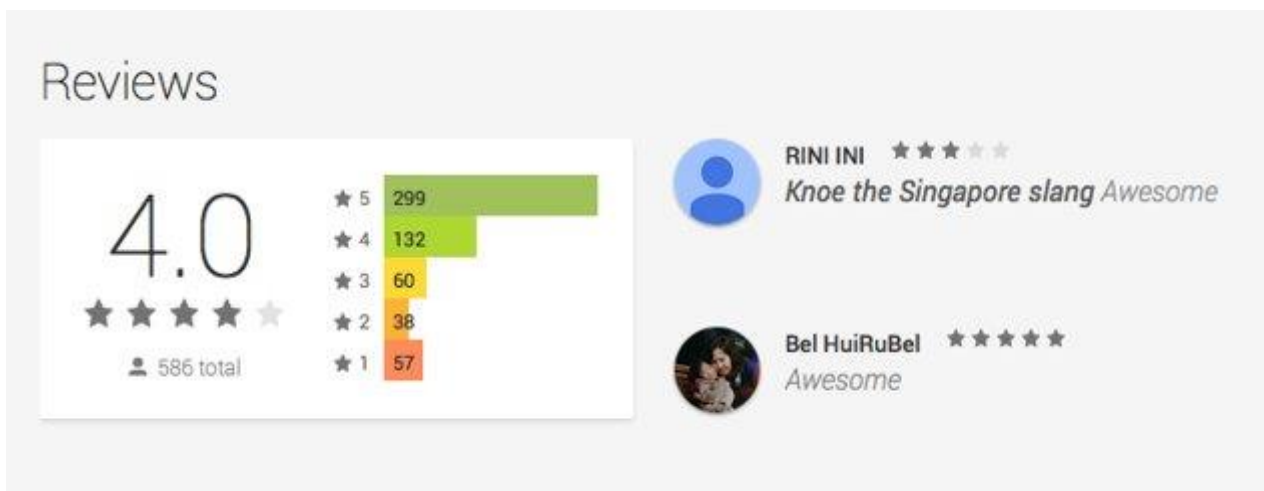 Reviews
4.0
586 total
5 299
4 132
3 60
2 38
1 57
RINI INI
Knoe the Singapore slang Awesome
Bel HuiRuBel
Awesome